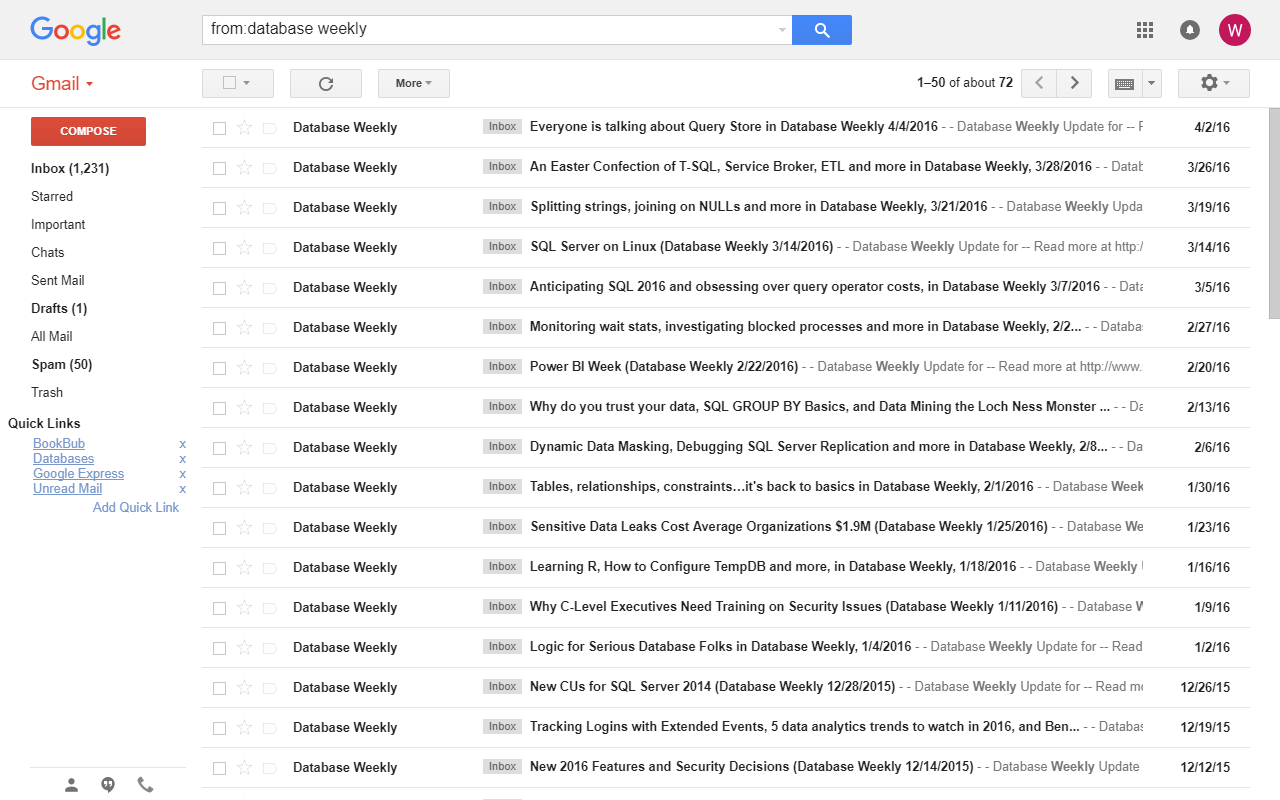 Google
from:database weekly
W
Gmail
More
1–50 of about 72
COMPOSE
Inbox (1,231)
Starred
Important
Chats
Sent Mail
Drafts (1)
All Mail
Spam (50)
Trash
Quick Links
BookBub x
Databases x
Google Express x
Unread Mail x
Add Quick Link
Database Weekly Inbox Everyone is talking about Query Store in Database Weekly 4/4/2016 - - Database Weekly Update for -- 4/2/16
Database Weekly Inbox An Easter Confection of T-SQL, Service Broker, ETL and more in Database Weekly, 3/28/2016 - - Datab 3/26/16
Database Weekly Inbox Splitting strings, joining on NULLs and more in Database Weekly, 3/21/2016 - - Database Weekly Upda 3/19/16
Database Weekly Inbox SQL Server on Linux (Database Weekly 3/14/2016) - - Database Weekly Update for -- Read more at http:/ 3/14/16
Database Weekly Inbox Anticipating SQL 2016 and obsessing over query operator costs, in Database Weekly 3/7/2016 - - Data 3/5/16
Database Weekly Inbox Monitoring wait stats, investigating blocked processes and more in Database Weekly, 2/2... - - Databa 2/27/16
Database Weekly Inbox Power BI Week (Database Weekly 2/22/2016) - - Database Weekly Update for -- Read more at http://www. 2/20/16
Database Weekly Inbox Why do you trust your data, SQL GROUP BY Basics, and Data Mining the Loch Ness Monster ... - - Da 2/13/16
Database Weekly Inbox Dynamic Data Masking, Debugging SQL Server Replication and more in Database Weekly, 2/8... - - Da 2/6/16
Database Weekly Inbox Tables, relationships, constraints…it's back to basics in Database Weekly, 2/1/2016 - - Database Week 1/30/16
Database Weekly Inbox Sensitive Data Leaks Cost Average Organizations $1.9M (Database Weekly 1/25/2016) - - Database We 1/23/16
Database Weekly Inbox Learning R, How to Configure TempDB and more, in Database Weekly, 1/18/2016 - - Database Weekly 1/16/16
Database Weekly Inbox Why C-Level Executives Need Training on Security Issues (Database Weekly 1/11/2016) - - Database W 1/9/16
Database Weekly Inbox Logic for Serious Database Folks in Database Weekly, 1/4/2016 - - Database Weekly Update for -- Read 1/2/16
Database Weekly Inbox New CUs for SQL Server 2014 (Database Weekly 12/28/2015) - - Database Weekly Update for -- Read mo 12/26/15
Database Weekly Inbox Tracking Logins with Extended Events, 5 data analytics trends to watch in 2016, and Ben... - - Databas 12/19/15
Database Weekly Inbox New 2016 Features and Security Decisions (Database Weekly 12/14/2015) - - Database Weekly Update 12/12/15